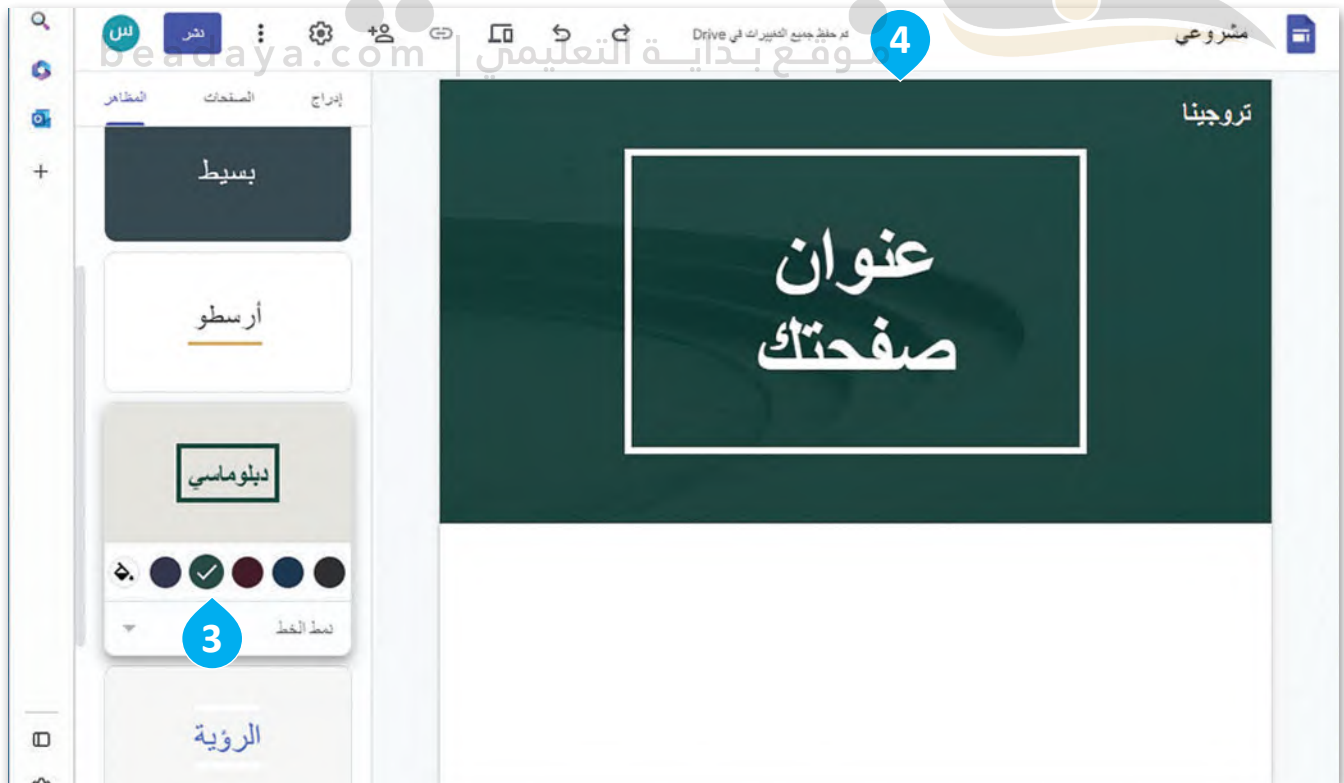 مشروعي
تم حفظ جميع التغييرات في Drive
نشر
س
beadaya.com | موقع بداية التعليمي
4
إدراج
الصفحات
المظاهر
تروجينا
عنوان
صفحتك
بسيط
أرسطو
دبلوماسي
نمط الخط
3
الرؤية